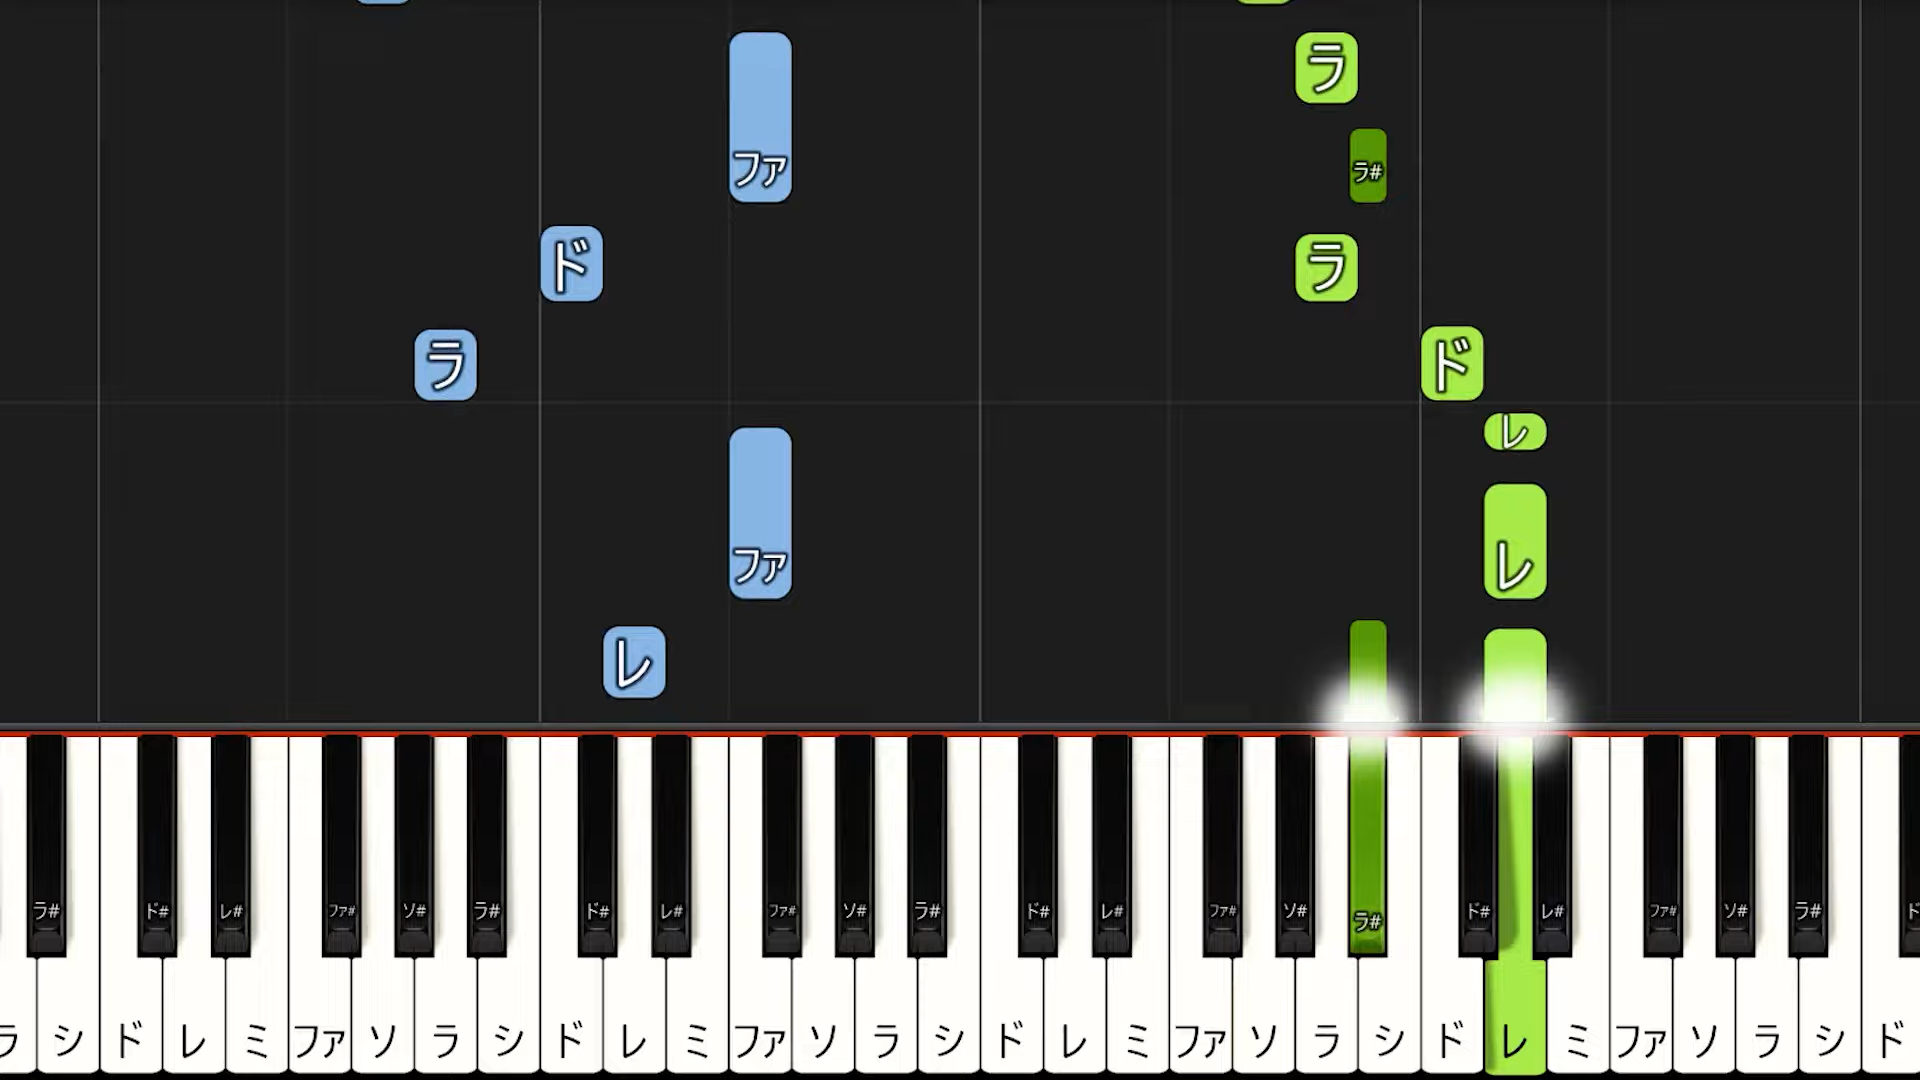 ラ
ファ ラ#
ド ラ
ラ ド
レ
ファ レ
レ
ラ# ド# レ# ファ# ソ# ラ# ド# レ# ファ# ソ# ラ# ド# レ# ファ# ソ# ラ# ド# レ# ファ# ソ# ラ#
ラ シ ド レ ミ ファ ソ ラ シ ド レ ミ ファ ソ ラ シ ド レ ミ ファ ソ ラ シ ド レ ミ ファ ソ ラ シ ド